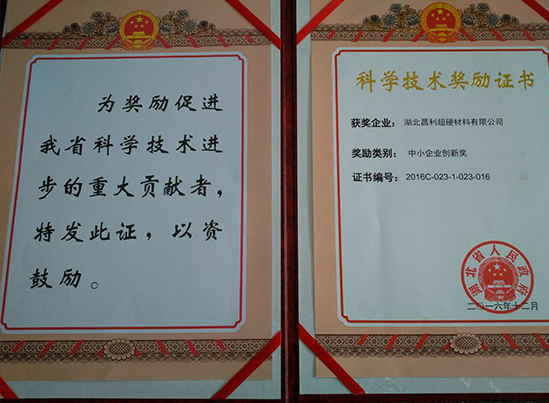 为奖励促进
我省科学技术进
步的重大贡献者，
特发此证，以资
鼓励。
科学技术奖励证书
获奖企业： 湖北昌利超硬材料有限公司
奖励类别： 中小企业创新奖
证书编号： 2016C-023-1-023-016
湖北省人民政府
二〇一六年十二月